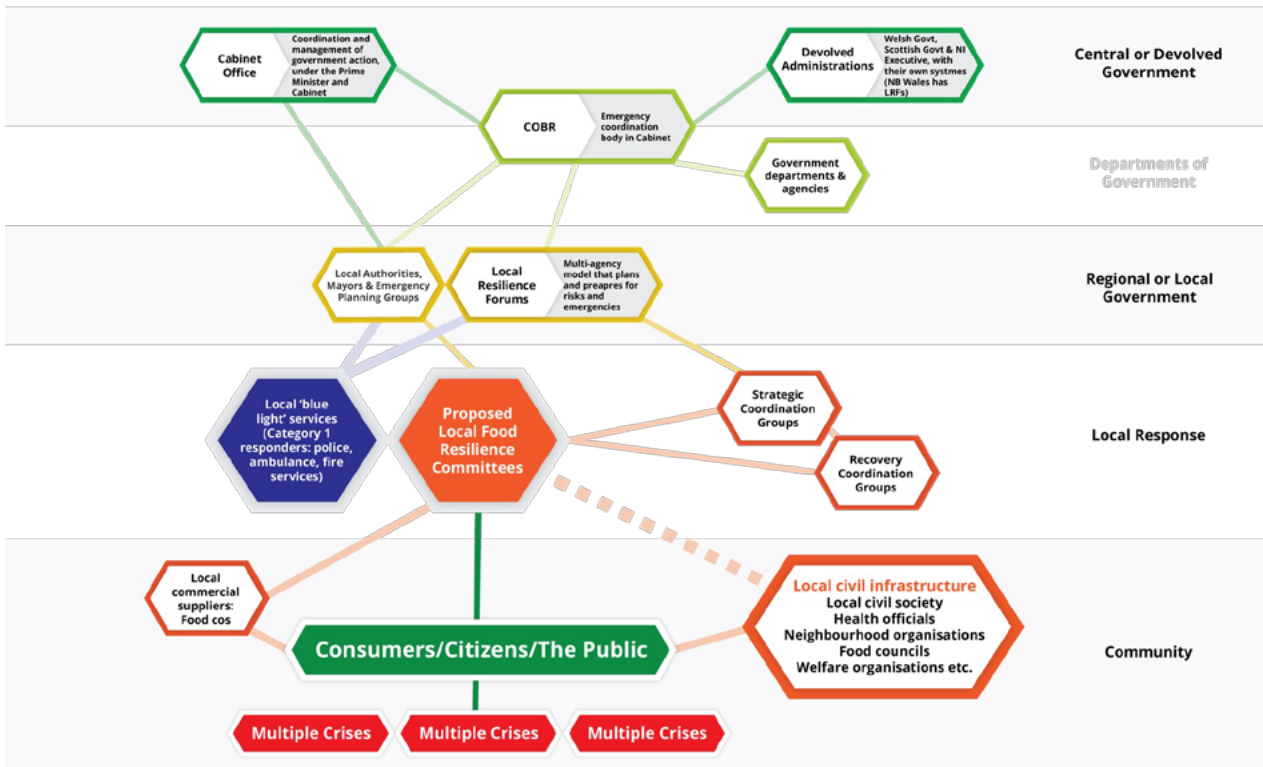 Cabinet
Office
Coordination and
management of
government action,
under the Prime
Minister and
Cabinet
Devolved
Administrations
Welsh Govt,
Scottish Govt & NI
Executive, with
their own systmes
(NB Wales has
LRFs)
Central or Devolved
Government
COBR
Emergency
coordination
body in Cabinet
Government
departments &
agencies
Departments of
Government
Local Authorities,
Mayors & Emergency
Planning Groups
Local
Resilience
Forums
Multi-agency
model that plans
and preapres for
risks and
emergencies
Regional or Local
Government
Local ‘blue
light’ services
(Category 1
responders: police,
ambulance, fire
services)
Proposed
Local Food
Resilience
Committees
Strategic
Coordination
Groups
Recovery
Coordination
Groups
Local Response
Local
commercial
suppliers:
Food cos
Consumers/Citizens/The Public
Local civil infrastructure
Local civil society
Health officials
Neighbourhood organisations
Food councils
Welfare organisations etc.
Community
Multiple Crises
Multiple Crises
Multiple Crises